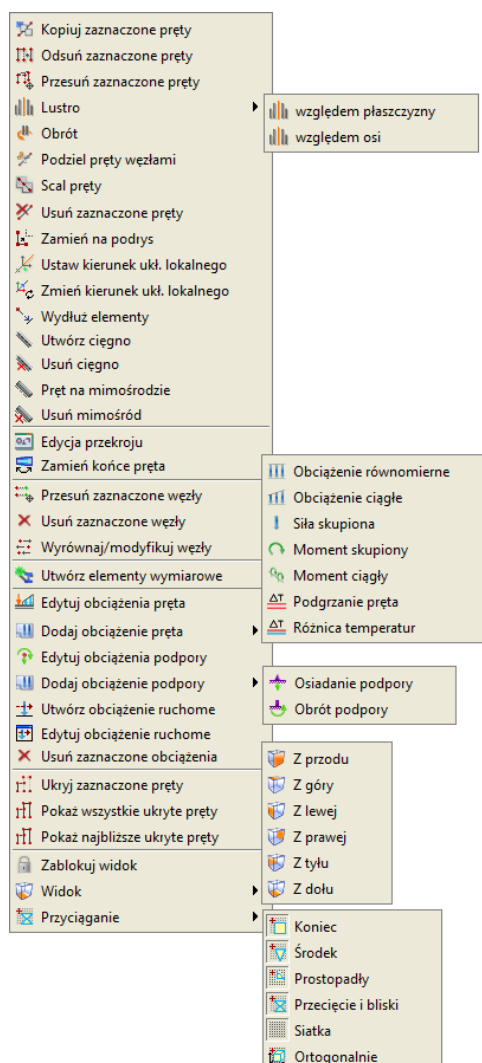 Kopiuj zaznaczone pręty
Odsuń zaznaczone pręty
Przesuń zaznaczone pręty
Lustro
względem płaszczyzny
względem osi
Obrót
Podziel pręty węzłami
Scal pręty
Usuń zaznaczone pręty
Zamień na podrys
Ustaw kierunek ukł. lokalnego
Zmień kierunek ukł. lokalnego
Wydłuż elementy
Utwórz cięgno
Usuń cięgno
Pręt na mimośrodzie
Usuń mimośród
Edycja przekroju
Zamień końce pręta
Przesuń zaznaczone węzły
Usuń zaznaczone węzły
Wyrównaj/modyfikuj węzły
Utwórz elementy wymiarowe
Edytuj obciążenia pręta
Dodaj obciążenie pręta
Obciążenie równomierne
Obciążenie ciągłe
Siła skupiona
Moment skupiony
Moment ciągły
ΔT Podgrzanie pręta
ΔT Różnica temperatur
Edytuj obciążenia podpory
Dodaj obciążenie podpory
Osiadanie podpory
Obrót podpory
Utwórz obciążenie ruchome
Edytuj obciążenie ruchome
Usuń zaznaczone obciążenia
Ukryj zaznaczone pręty
Pokaż wszystkie ukryte pręty
Pokaż najbliższe ukryte pręty
Zablokuj widok
Widok
Z przodu
Z góry
Z lewej
Z prawej
Z tyłu
Z dołu
Przyciąganie
Koniec
Środek
Prostopadły
Przecięcie i bliski
Siatka
Ortogonalnie